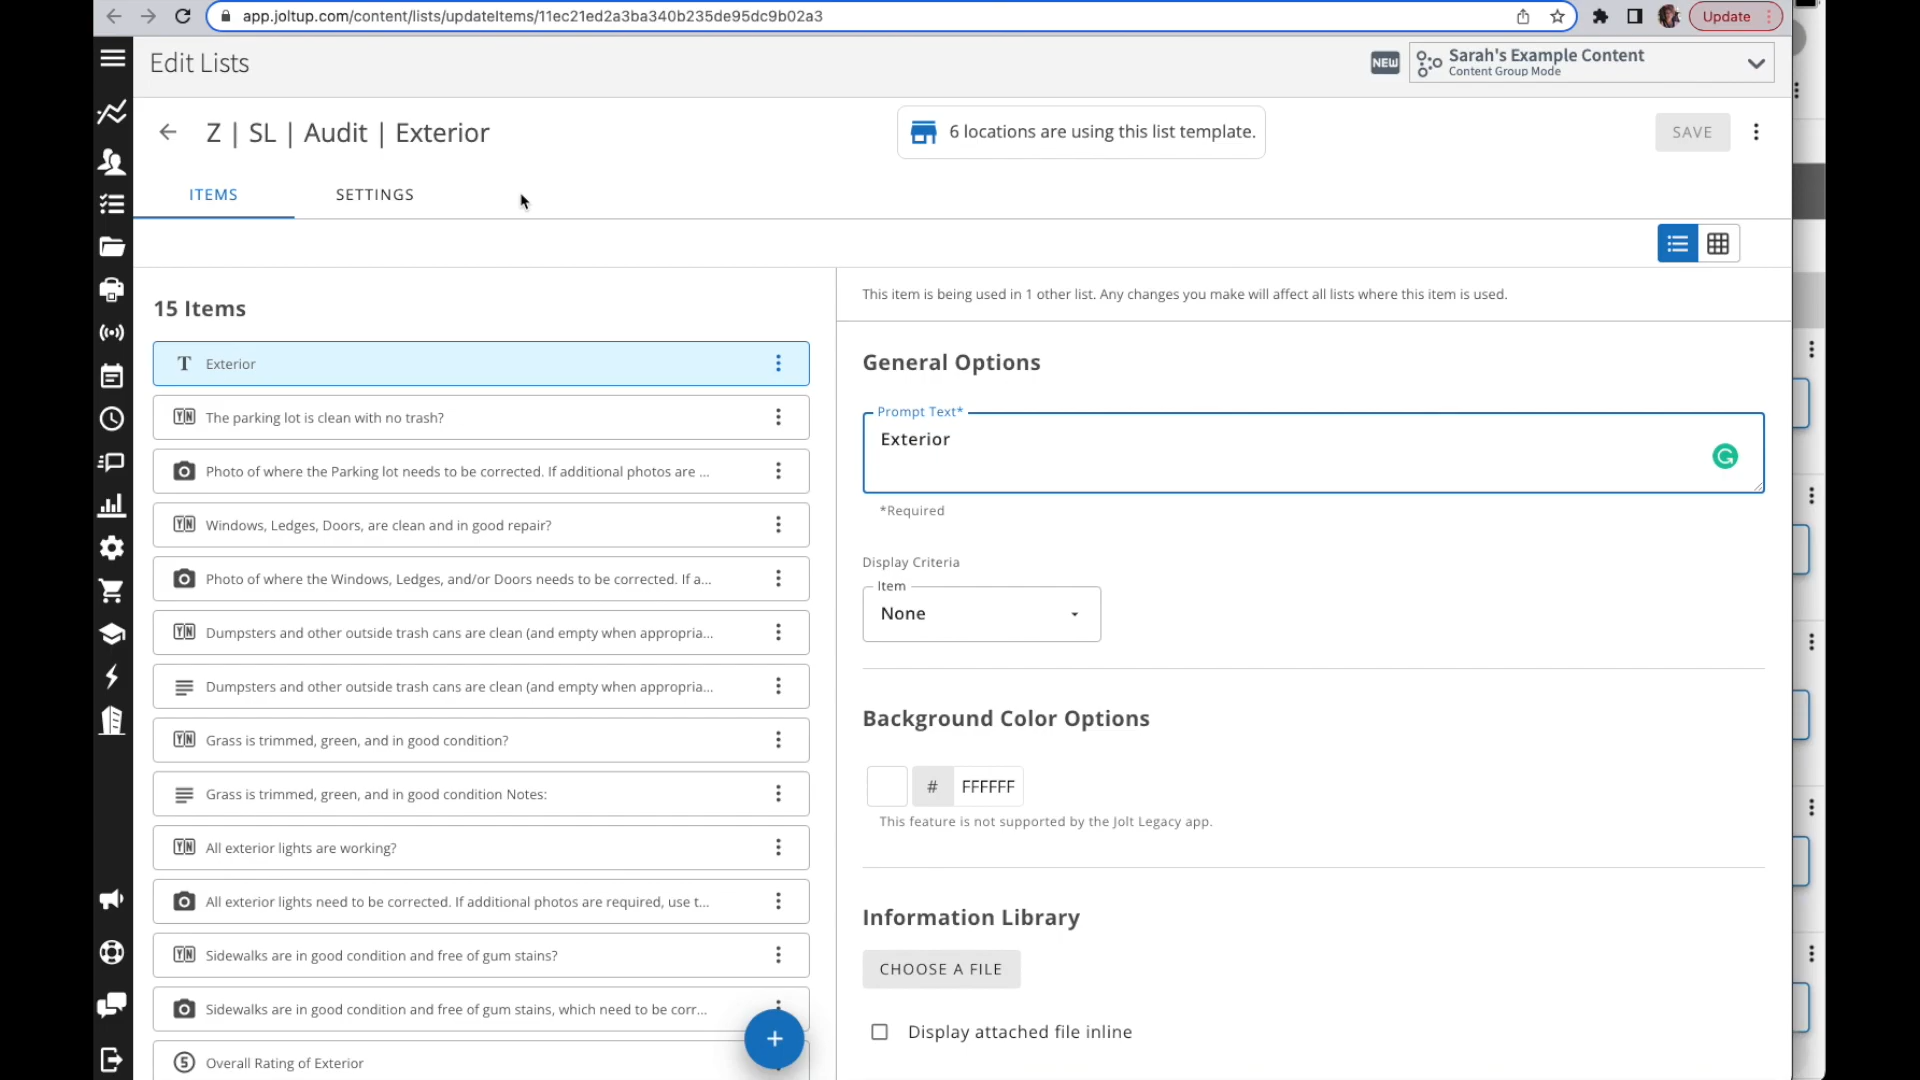 app.joltup.com/content/lists/updateItems/11ec21ed2a3ba340b235de95dc9b02a3
Update
Edit Lists
NEW
Sarah's Example Content
Content Group Mode
Z | SL | Audit | Exterior
6 locations are using this list template.
SAVE
ITEMS
SETTINGS
15 Items
This item is being used in 1 other list. Any changes you make will affect all lists where this item is used.
T Exterior
YN The parking lot is clean with no trash?
Photo of where the Parking lot needs to be corrected. If additional photos are ...
YN Windows, Ledges, Doors, are clean and in good repair?
Photo of where the Windows, Ledges, and/or Doors needs to be corrected. If a...
YN Dumpsters and other outside trash cans are clean (and empty when appropria...
Dumpsters and other outside trash cans are clean (and empty when appropria...
YN Grass is trimmed, green, and in good condition?
Grass is trimmed, green, and in good condition Notes:
YN All exterior lights are working?
All exterior lights need to be corrected. If additional photos are required, use t...
YN Sidewalks are in good condition and free of gum stains?
Sidewalks are in good condition and free of gum stains, which need to be corr...
5 Overall Rating of Exterior
+
General Options
Prompt Text*
Exterior
*Required
Display Criteria
Item
None
Background Color Options
# FFFFFF
This feature is not supported by the Jolt Legacy app.
Information Library
CHOOSE A FILE
Display attached file inline